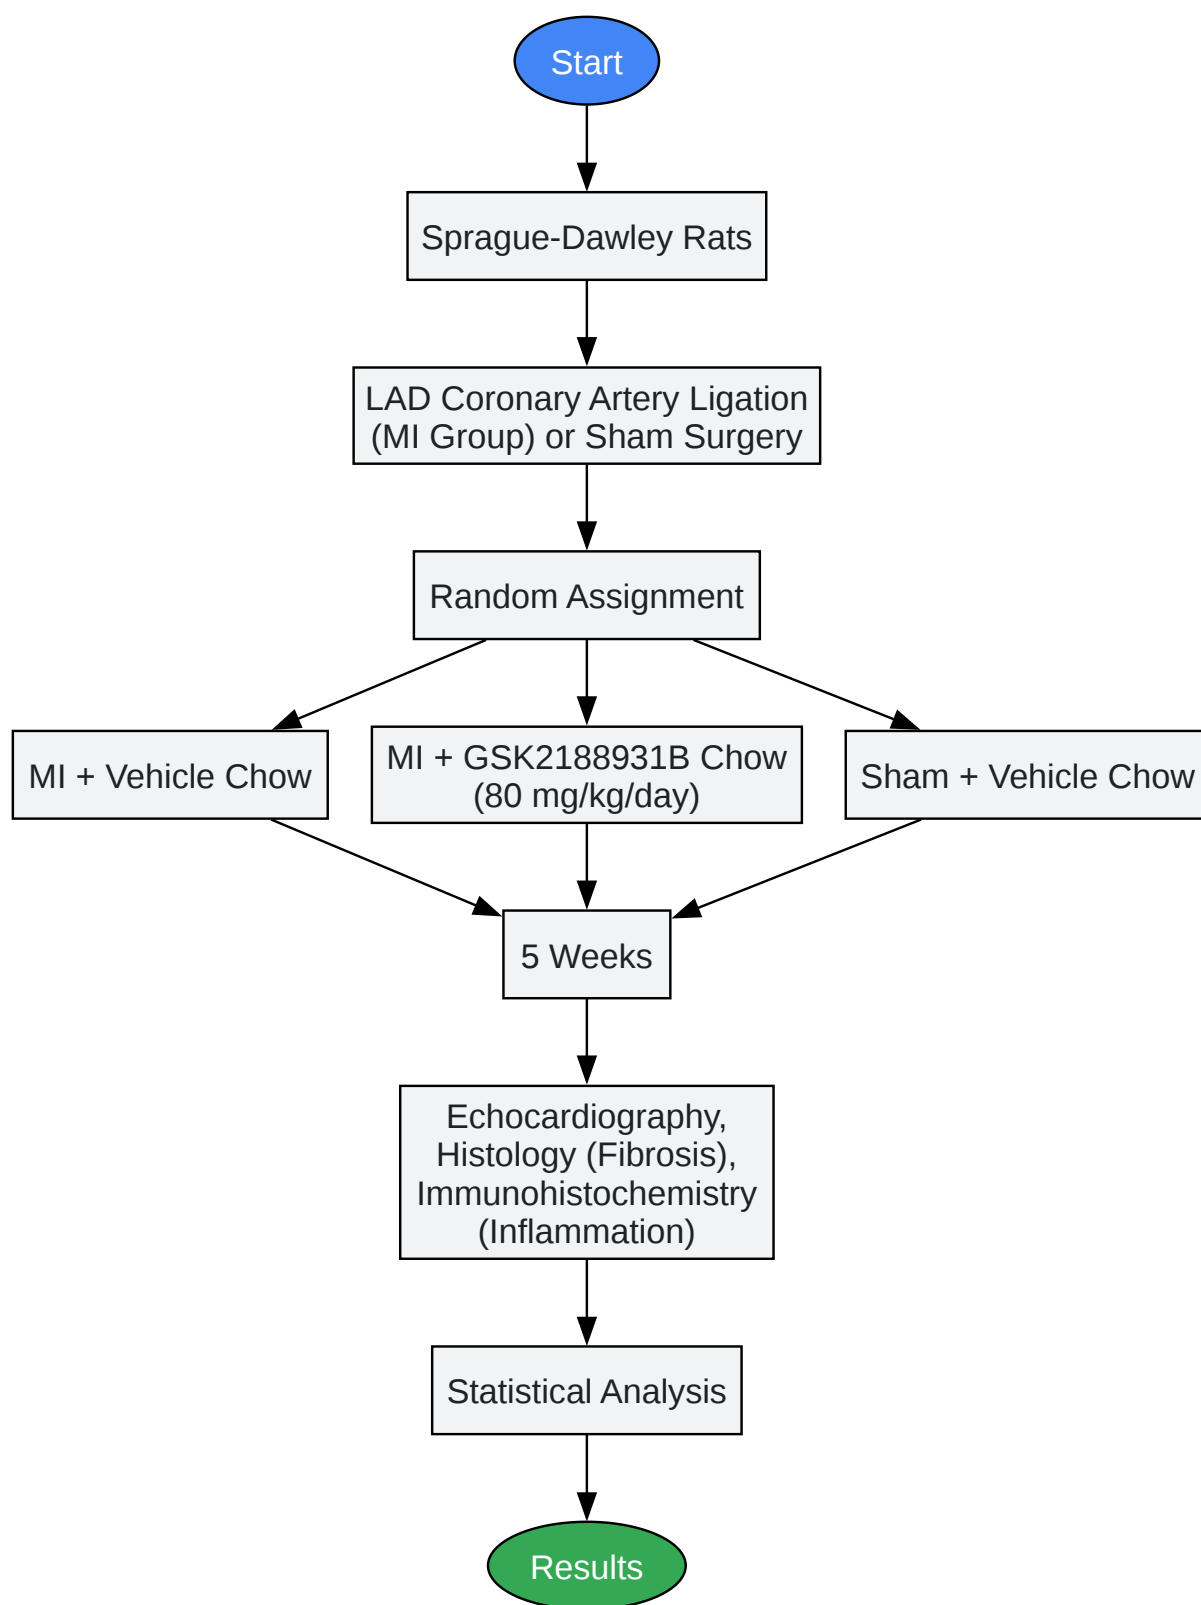 Start
Sprague-Dawley Rats
LAD Coronary Artery Ligation
(MI Group) or Sham Surgery
Random Assignment
MI + Vehicle Chow
MI + GSK2188931B Chow
(80 mg/kg/day)
Sham + Vehicle Chow
5 Weeks
Echocardiography,
Histology (Fibrosis),
Immunohistochemistry
(Inflammation)
Statistical Analysis
Results